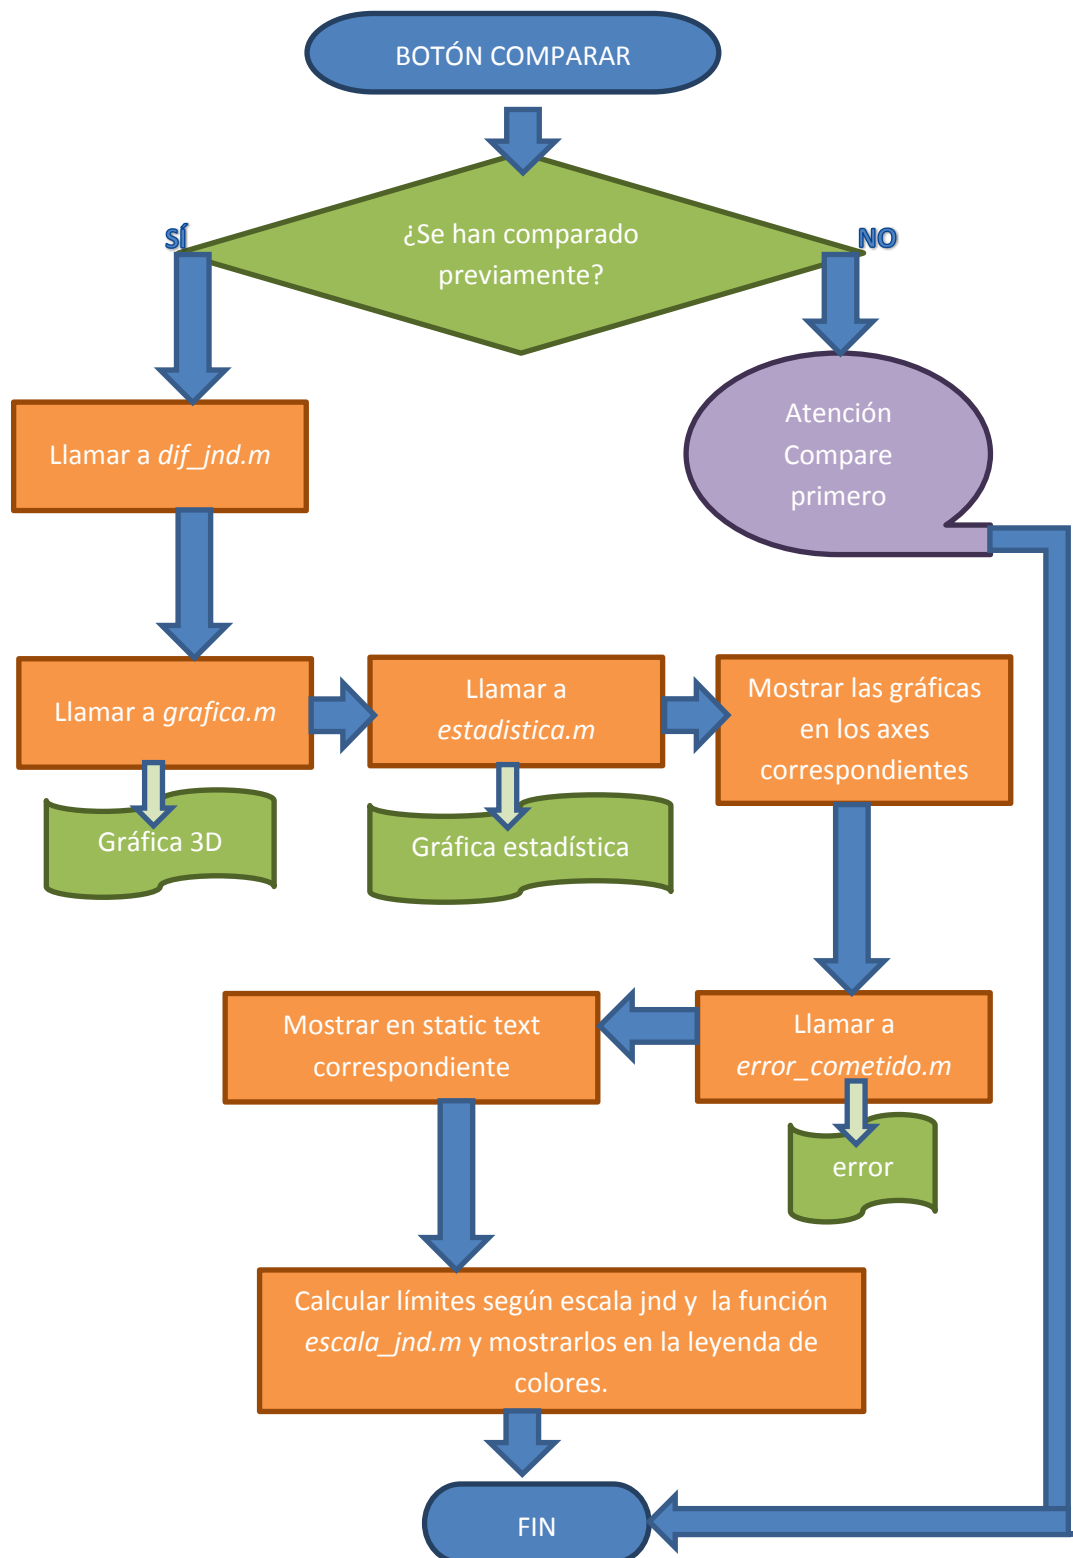 BOTÓN COMPARAR
¿Se han comparado
previamente?
SÍ
NO
Atención
Compare
primero
Llamar a dif_jnd.m
Llamar a grafica.m
Llamar a
estadistica.m
Mostrar las gráficas
en los axes
correspondientes
Gráfica 3D
Gráfica estadística
Llamar a
error_cometido.m
Mostrar en static text
correspondiente
error
Calcular límites según escala jnd y  la función
escala_jnd.m y mostrarlos en la leyenda de
colores.
FIN